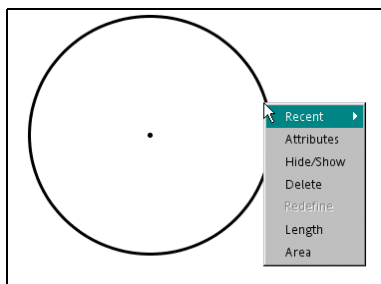 Recent
Attributes
Hide/Show
Delete
Redefine
Length
Area